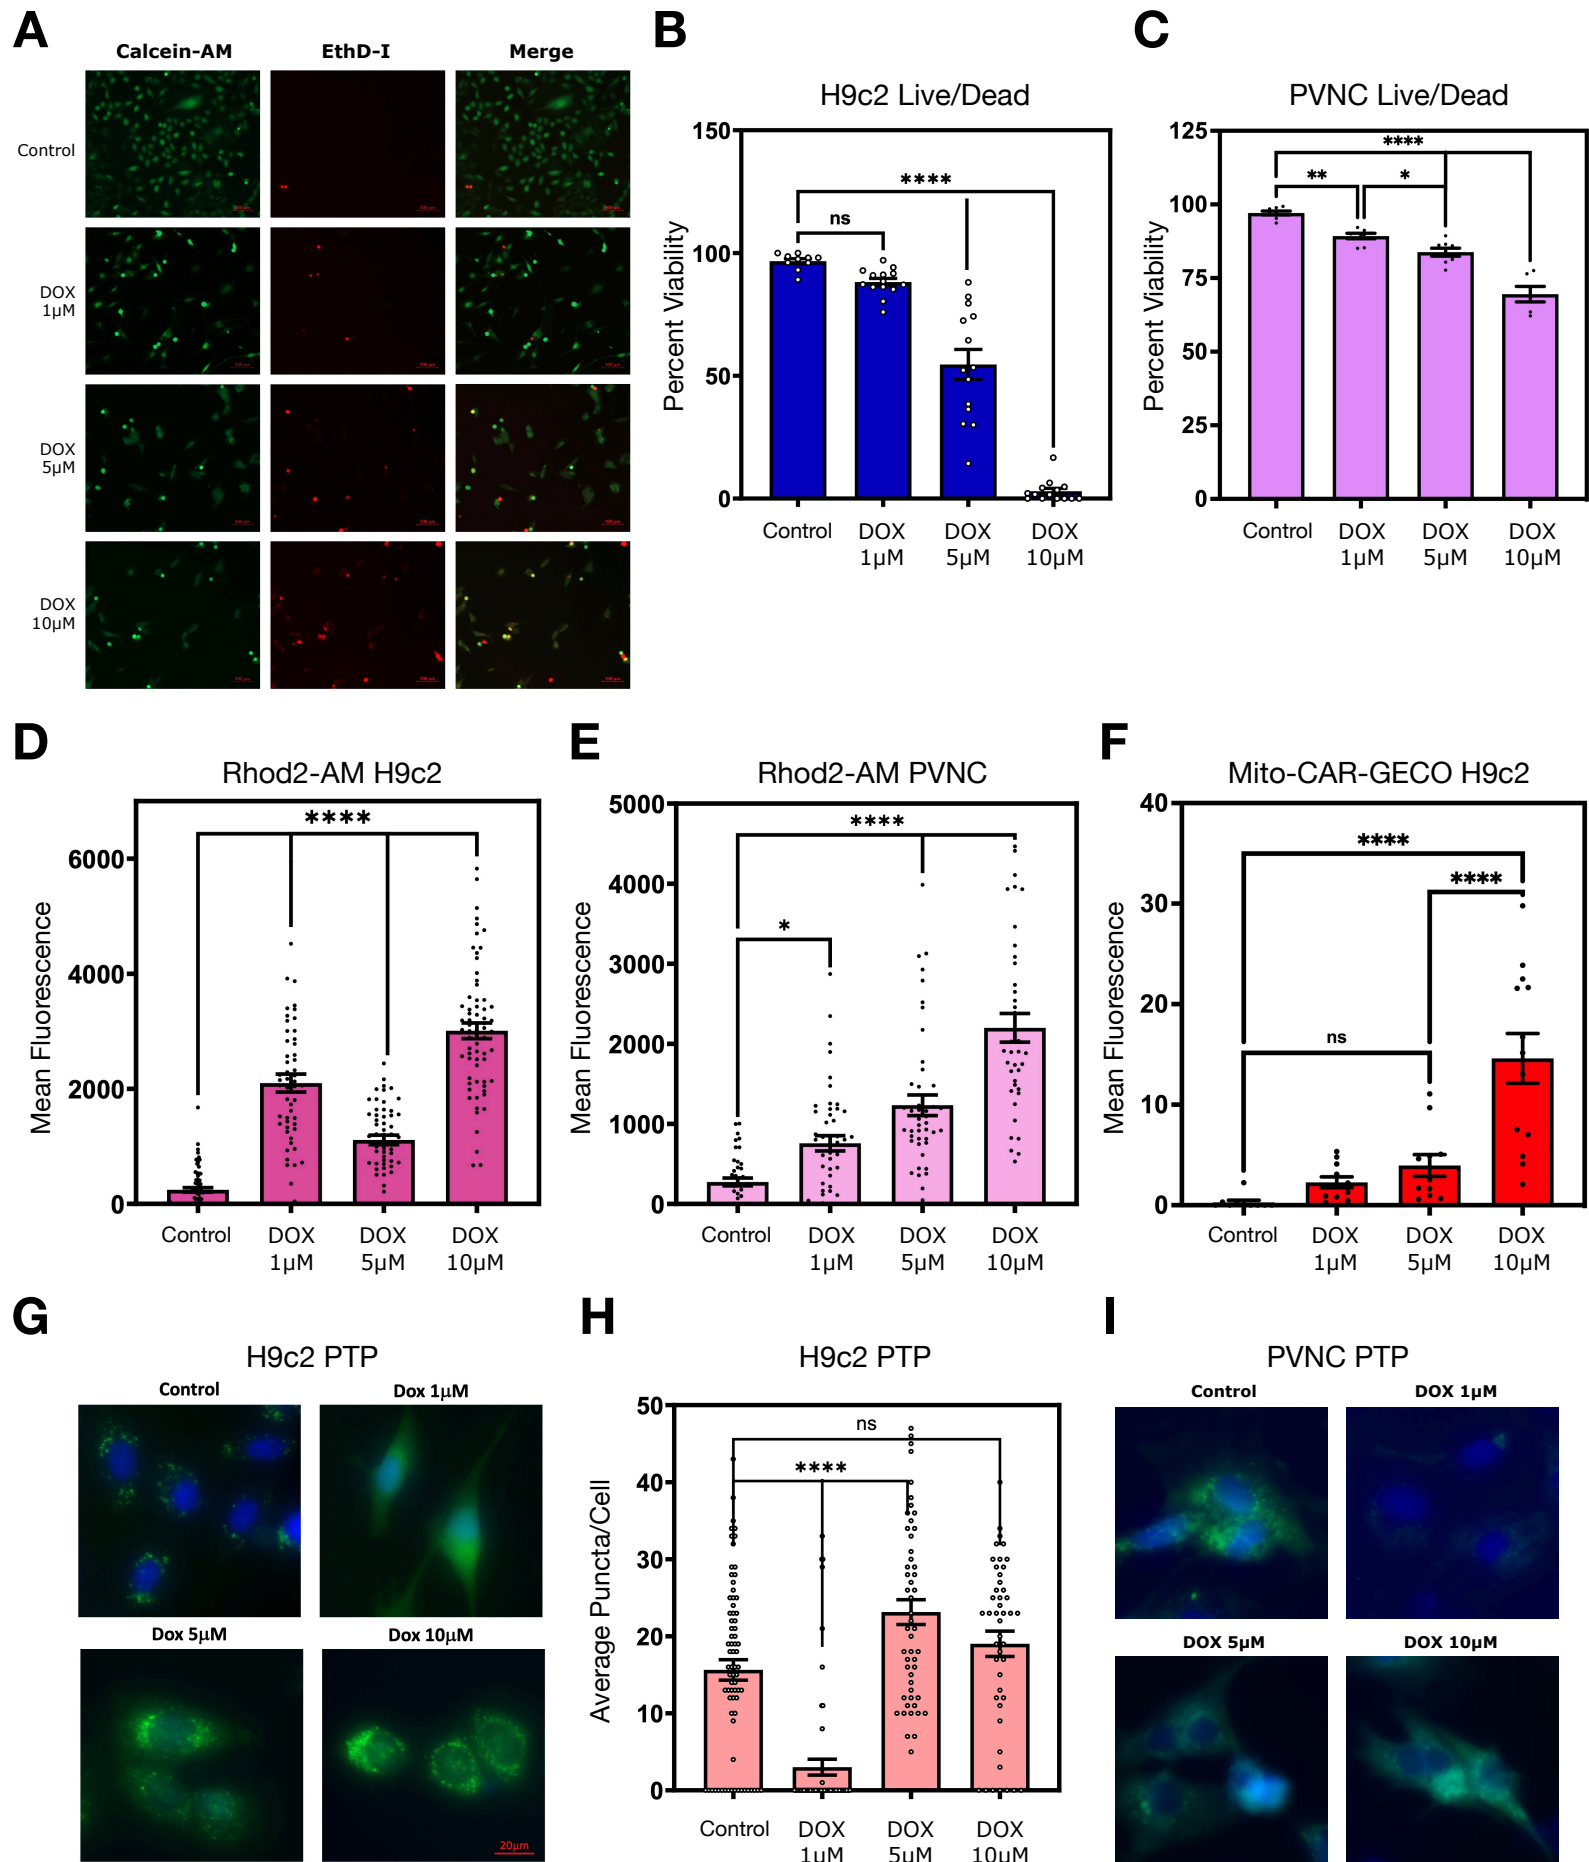 A
Calcein-AM EthD-I Merge
Control
DOX
1µM
DOX
5µM
DOX
10µM
B
H9c2 Live/Dead
Percent Viability
150
100
50
0
ns
****
Control
DOX
1µM
DOX
5µM
DOX
10µM
C
PVNC Live/Dead
Percent Viability
125
100
75
50
25
0
****
** *
Control
DOX
1µM
DOX
5µM
DOX
10µM
D
Rhod2-AM H9c2
Mean Fluorescence
6000
4000
2000
0
****
Control
DOX
1µM
DOX
5µM
DOX
10µM
E
Rhod2-AM PVNC
Mean Fluorescence
5000
4000
3000
2000
1000
0
****
*
Control
DOX
1µM
DOX
5µM
DOX
10µM
F
Mito-CAR-GECO H9c2
Mean Fluorescence
40
30
20
10
0
****
****
ns
Control
DOX
1µM
DOX
5µM
DOX
10µM
G
H9c2 PTP
Control Dox 1µM
Dox 5µM Dox 10µM
20µm
H
H9c2 PTP
Average Puncta/Cell
50
40
30
20
10
0
ns
****
Control
DOX
1µM
DOX
5µM
DOX
10µM
I
PVNC PTP
Control DOX 1µM
DOX 5µM DOX 10µM